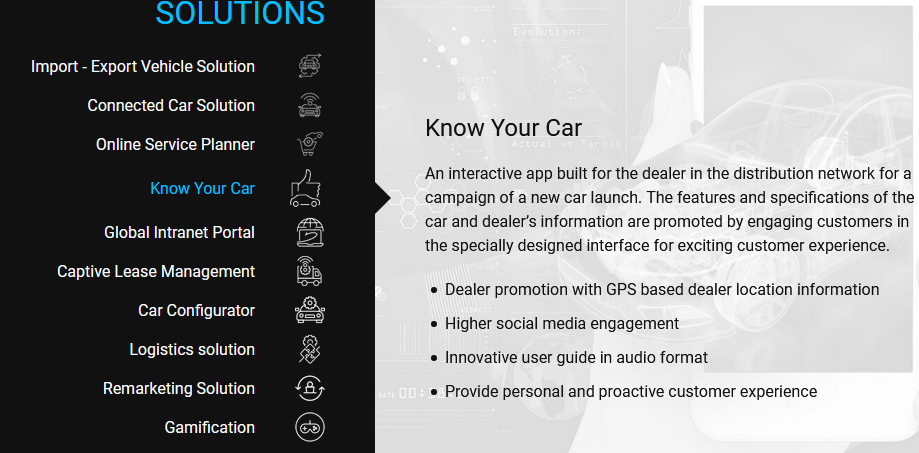 SOLUTIONS
Import - Export Vehicle Solution
Connected Car Solution
Online Service Planner
Know Your Car
Global Intranet Portal
Captive Lease Management
Car Configurator
Logistics solution
Remarketing Solution
Gamification
Evolution:
SECURITY
Know Your Car
Actual vs Target
An interactive app built for the dealer in the distribution network for a
campaign of a new car launch. The features and specifications of the
car and dealer's information are promoted by engaging customers in
the specially designed interface for exciting customer experience.
Dealer promotion with GPS based dealer location information
Higher social media engagement
Innovative user guide in audio format
Provide personal and proactive customer experience